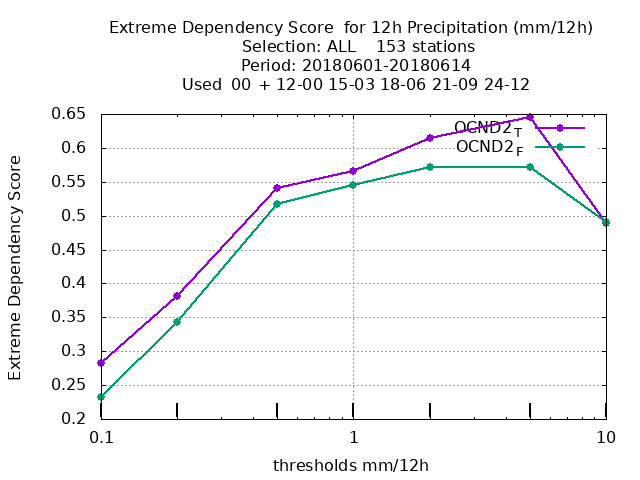 Extreme Dependency Score  for 12h Precipitation (mm/12h)
Selection: ALL    153 stations
Period: 20180601-20180614
Used  00 + 12-00 15-03 18-06 21-09 24-12
OCND2T
OCND2F
Extreme Dependency Score
0.65
0.6
0.55
0.5
0.45
0.4
0.35
0.3
0.25
0.2
0.1 1 10
thresholds mm/12h